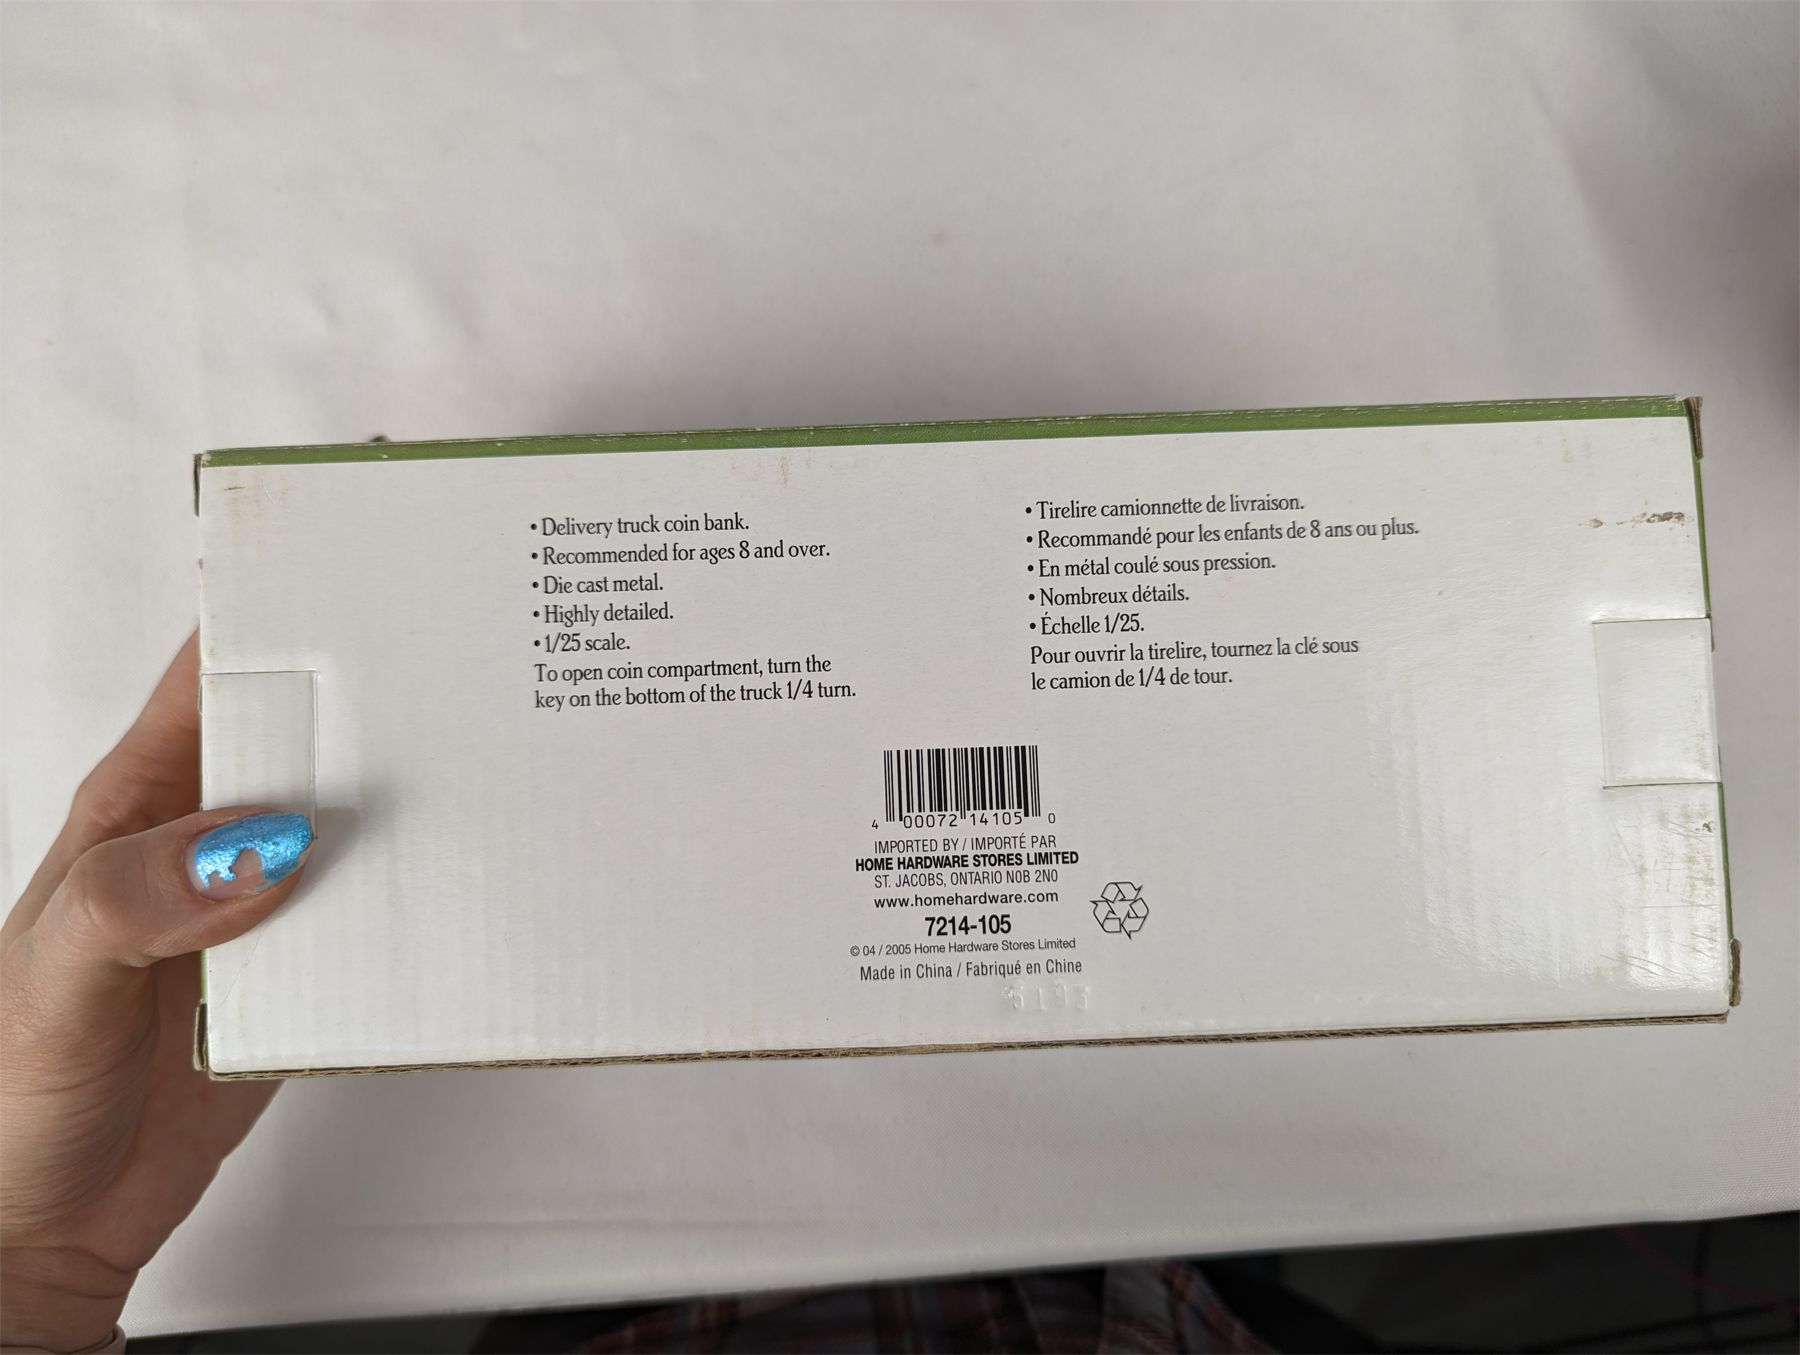 • Delivery truck coin bank.
• Recommended for ages 8 and over.
• Die cast metal.
• Highly detailed.
• 1/25 scale.
To open coin compartment, turn the
key on the bottom of the truck 1/4 turn.
• Tirelire camionnette de livraison.
• Recommandé pour les enfants de 8 ans ou plus.
• En métal coulé sous pression.
• Nombreux détails.
• Échelle 1/25.
Pour ouvrir la tirelire, tournez la clé sous
le camion de 1/4 de tour.
4 00072 14105 0
IMPORTED BY / IMPORTÉ PAR
HOME HARDWARE STORES LIMITED
ST. JACOBS, ONTARIO N0B 2N0
www.homehardware.com
7214-105
© 04 / 2005 Home Hardware Stores Limited
Made in China / Fabriqué en Chine